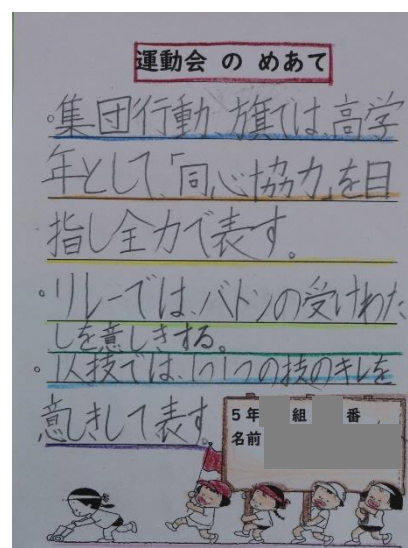 運動会 の めあて
。集団行動、旗では、高学
年として、「同心協力」を目
指し全力で表す。
。リレーでは、バトンの受けわた
しを意しきする。
。1人技では、1つ1つの技のキレを
意しきして表す。
5年 組 番
名前